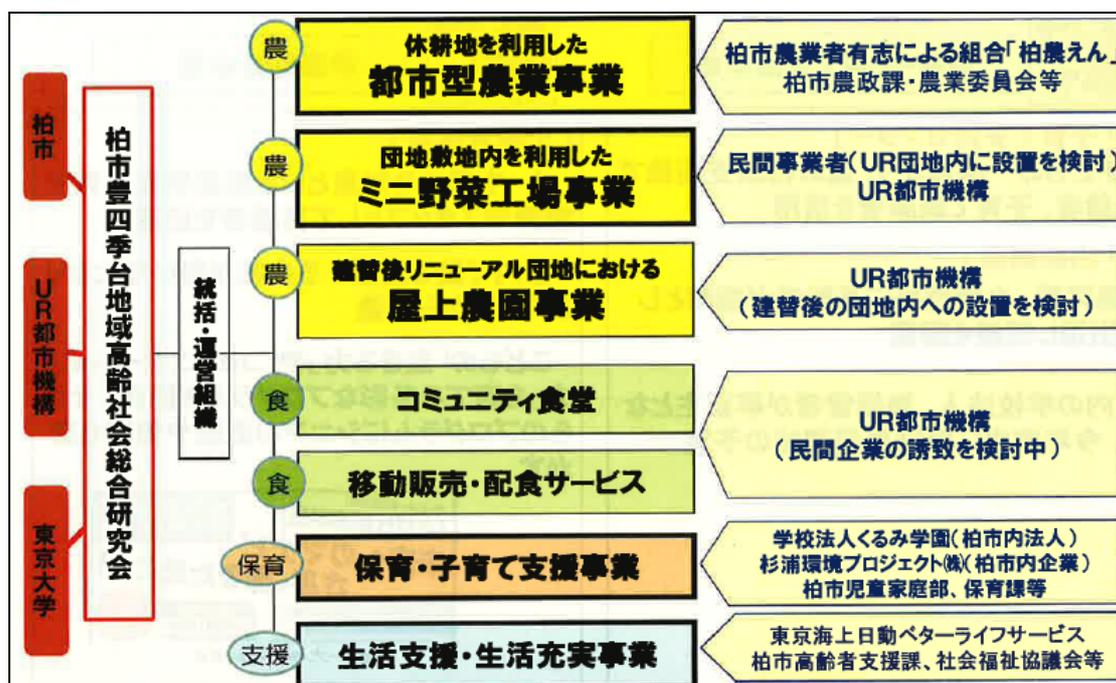 柏市
UR都市機構
東京大学
柏市豊四季台地域高齢社会総合研究会
統括・運営組織
農
休耕地を利用した
都市型農業事業
柏市農業者有志による組合「柏農えん」
柏市農政課・農業委員会等
農
団地敷地内を利用した
ミニ野菜工場事業
民間事業者(UR団地内に設置を検討)
UR都市機構
農
建替後リニューアル団地における
屋上農園事業
UR都市機構
(建替後の団地内への設置を検討)
食
コミュニティ食堂
食
移動販売・配食サービス
UR都市機構
(民間企業の誘致を検討中)
保育
保育・子育て支援事業
学校法人くるみ学園(柏市内法人)
杉浦環境プロジェクト㈱(柏市内企業)
柏市児童家庭部、保育課等
支援
生活支援・生活充実事業
東京海上日動ベターライフサービス
柏市高齢者支援課、社会福祉協議会等